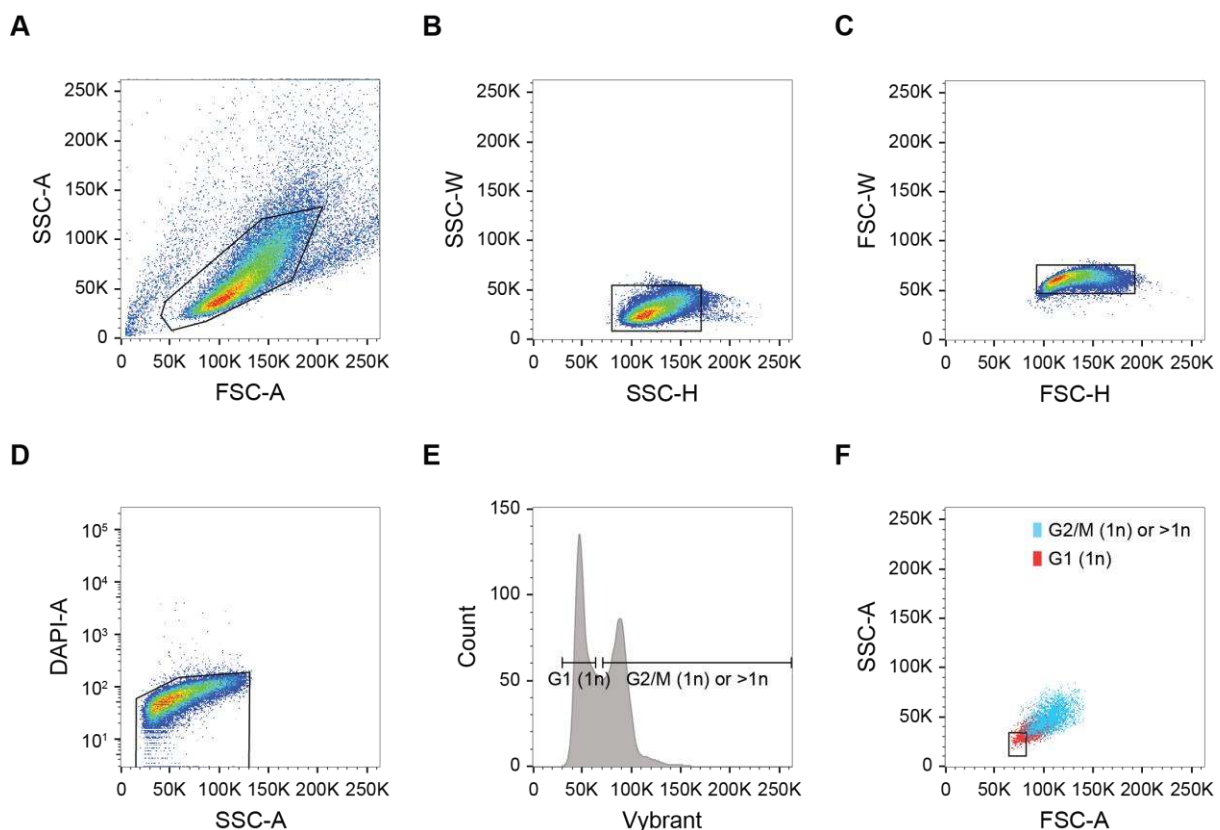 A
250K
200K
150K
100K
50K
0
SSC-A
0 50K 100K 150K 200K 250K
FSC-A
B
250K
200K
150K
100K
50K
0
SSC-W
0 50K 100K 150K 200K 250K
SSC-H
C
250K
200K
150K
100K
50K
0
FSC-W
0 50K 100K 150K 200K 250K
FSC-H
D
10⁵
10⁴
10³
10²
10¹
DAPI-A
0 50K 100K 150K 200K 250K
SSC-A
E
150
100
50
0
Count
G1 (1n) G2/M (1n) or >1n
0 50K 100K 150K 200K 250K
Vybrant
F
G2/M (1n) or >1n
G1 (1n)
250K
200K
150K
100K
50K
0
SSC-A
0 50K 100K 150K 200K 250K
FSC-A